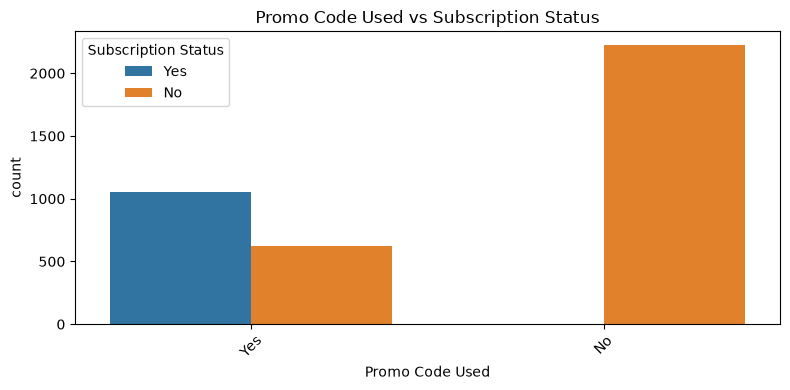 Promo Code Used vs Subscription Status
Subscription Status
Yes
No
2000
1500
1000
500
0
count
Yes
No
Promo Code Used